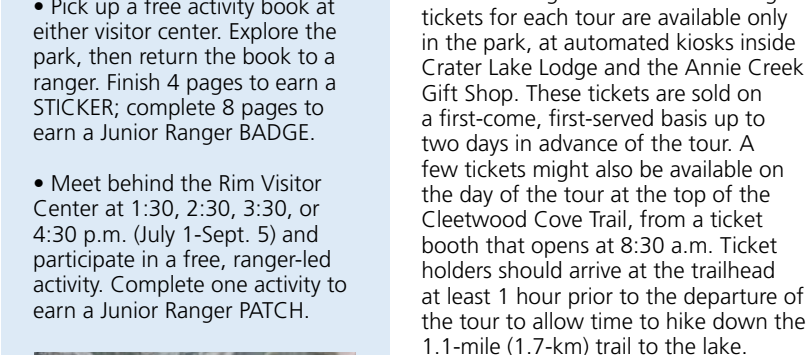 • Pick up a free activity book at
either visitor center. Explore the
park, then return the book to a
ranger. Finish 4 pages to earn a
STICKER; complete 8 pages to
earn a Junior Ranger BADGE.
• Meet behind the Rim Visitor
Center at 1:30, 2:30, 3:30, or
4:30 p.m. (July 1-Sept. 5) and
participate in a free, ranger-led
activity. Complete one activity to
earn a Junior Ranger PATCH.
tickets for each tour are available only
in the park, at automated kiosks inside
Crater Lake Lodge and the Annie Creek
Gift Shop. These tickets are sold on
a first-come, first-served basis up to
two days in advance of the tour. A
few tickets might also be available on
the day of the tour at the top of the
Cleetwood Cove Trail, from a ticket
booth that opens at 8:30 a.m. Ticket
holders should arrive at the trailhead
at least 1 hour prior to the departure of
the tour to allow time to hike down the
1.1-mile (1.7-km) trail to the lake.